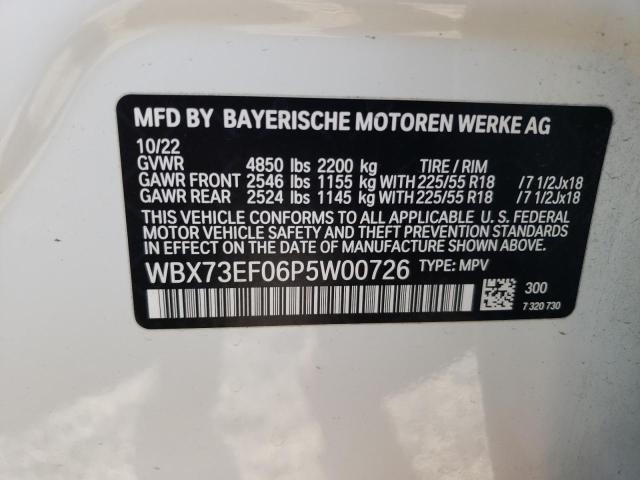 MFD BY BAYERISCHE MOTOREN WERKE AG
10/22
GVWR 4850 lbs 2200 kg TIRE / RIM
GAWR FRONT 2546 lbs 1155 kg WITH 225/55 R18 / 7 1/2Jx18
GAWR REAR 2524 lbs 1145 kg WITH 225/55 R18 / 7 1/2Jx18
THIS VEHICLE CONFORMS TO ALL APPLICABLE U.S. FEDERAL
MOTOR VEHICLE SAFETY AND THEFT PREVENTION STANDARDS
IN EFFECT ON THE DATE OF MANUFACTURE SHOWN ABOVE.
WBX73EF06P5W00726 TYPE: MPV
300
7 320 730